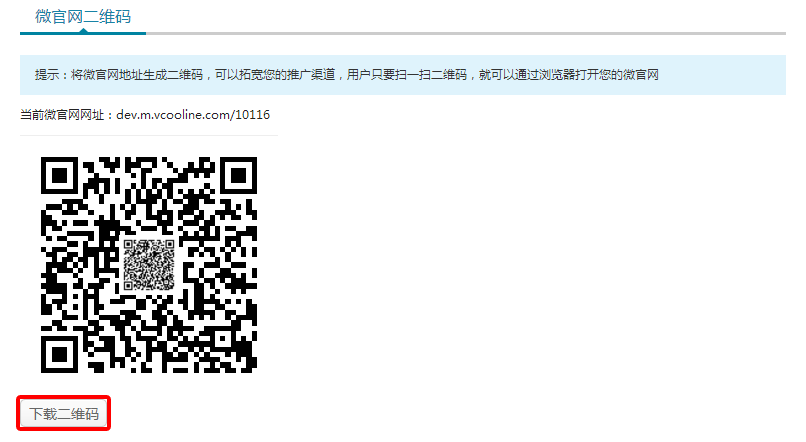 微官网二维码
提示：将微官网地址生成二维码，可以拓宽您的推广渠道，用户只要扫一扫二维码，就可以通过浏览器打开您的微官网
当前微官网网址：dev.m.vcooline.com/10116
下载二维码